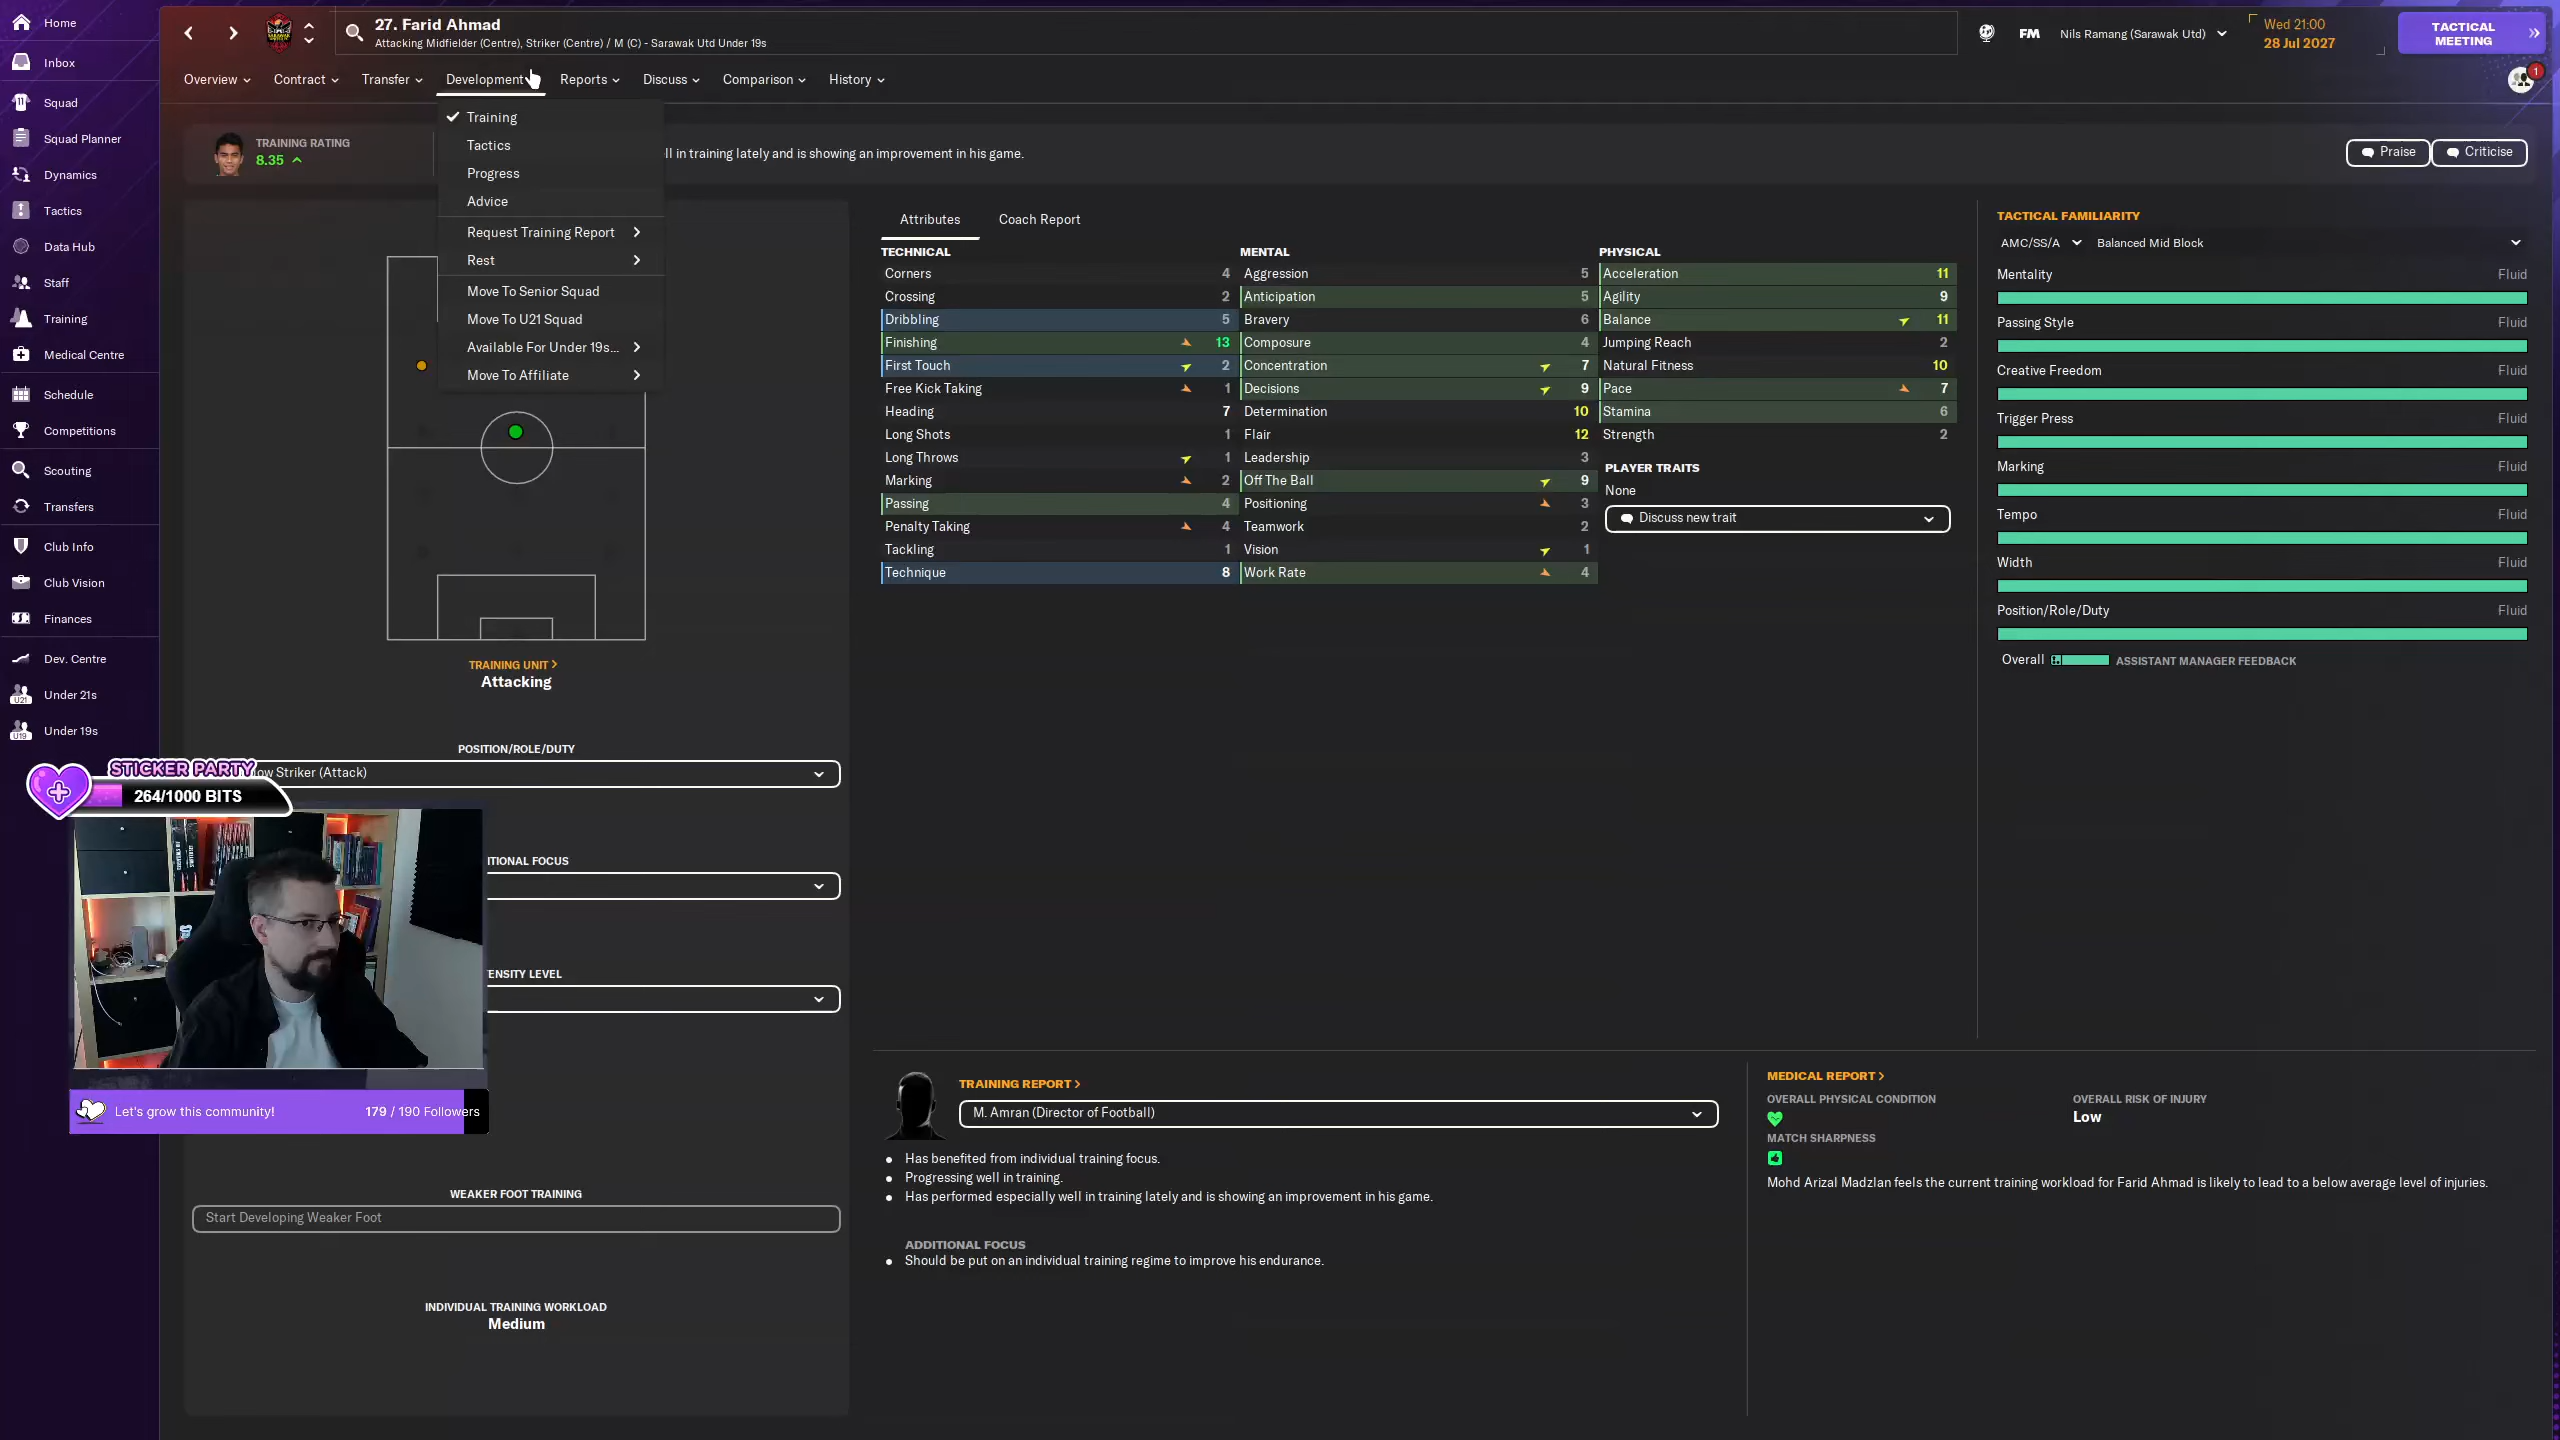 Home
Inbox
Squad
Squad Planner
Dynamics
Tactics
Data Hub
Staff
Training
Medical Centre
Schedule
Competitions
Scouting
Transfers
Club Info
Club Vision
Finances
Dev. Centre
Under 21s
Under 19s
27. Farid Ahmad
Attacking Midfielder (Centre), Striker (Centre) / M (C) - Sarawak Utd Under 19s
FM
Nils Ramang (Sarawak Utd)
Wed 21:00
28 Jul 2027
TACTICAL
MEETING
1
Overview
Contract
Transfer
Development
Reports
Discuss
Comparison
History
Training
Tactics
Progress
Advice
Request Training Report
Rest
Move To Senior Squad
Move To U21 Squad
Available For Under 19s...
Move To Affiliate
TRAINING RATING
8.35
ll in training lately and is showing an improvement in his game.
Praise
Criticise
TRAINING UNIT
Attacking
POSITION/ROLE/DUTY
ow Striker (Attack)
ITIONAL FOCUS
ENSITY LEVEL
WEAKER FOOT TRAINING
Start Developing Weaker Foot
INDIVIDUAL TRAINING WORKLOAD
Medium
Attributes
Coach Report
TECHNICAL
Corners 4
Crossing 2
Dribbling 5
Finishing 13
First Touch 2
Free Kick Taking 1
Heading 7
Long Shots 1
Long Throws 1
Marking 2
Passing 4
Penalty Taking 4
Tackling 1
Technique 8
MENTAL
Aggression 5
Anticipation 5
Bravery 6
Composure 4
Concentration 7
Decisions 9
Determination 10
Flair 12
Leadership 3
Off The Ball 9
Positioning 3
Teamwork 2
Vision 1
Work Rate 4
PHYSICAL
Acceleration 11
Agility 9
Balance 11
Jumping Reach 2
Natural Fitness 10
Pace 7
Stamina 6
Strength 2
PLAYER TRAITS
None
Discuss new trait
TACTICAL FAMILIARITY
AMC/SS/A
Balanced Mid Block
Mentality Fluid
Passing Style Fluid
Creative Freedom Fluid
Trigger Press Fluid
Marking Fluid
Tempo Fluid
Width Fluid
Position/Role/Duty Fluid
Overall
ASSISTANT MANAGER FEEDBACK
TRAINING REPORT
M. Amran (Director of Football)
Has benefited from individual training focus.
Progressing well in training.
Has performed especially well in training lately and is showing an improvement in his game.
ADDITIONAL FOCUS
Should be put on an individual training regime to improve his endurance.
MEDICAL REPORT
OVERALL PHYSICAL CONDITION
OVERALL RISK OF INJURY
Low
MATCH SHARPNESS
Mohd Arizal Madzlan feels the current training workload for Farid Ahmad is likely to lead to a below average level of injuries.
STICKER PARTY
264/1000 BITS
Let's grow this community!
179 / 190 Followers